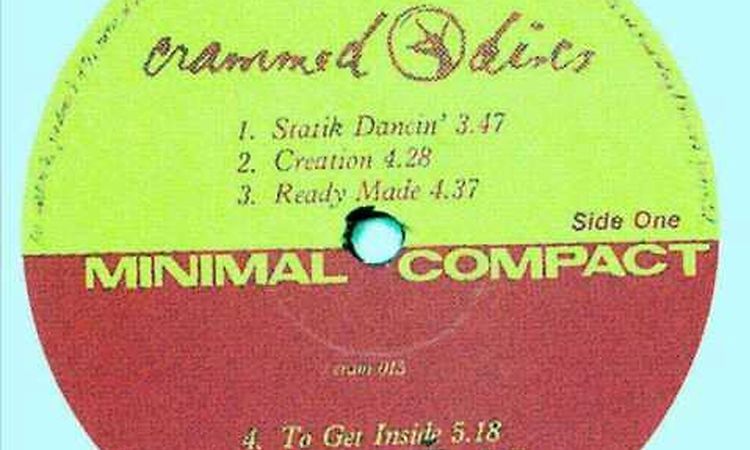 crammed discs
1. Statik Dancin' 3.47
2. Creation 4.28
3. Ready Made 4.37
Side One
MINIMAL COMPACT
cram 015
4. To Get Inside 5.18